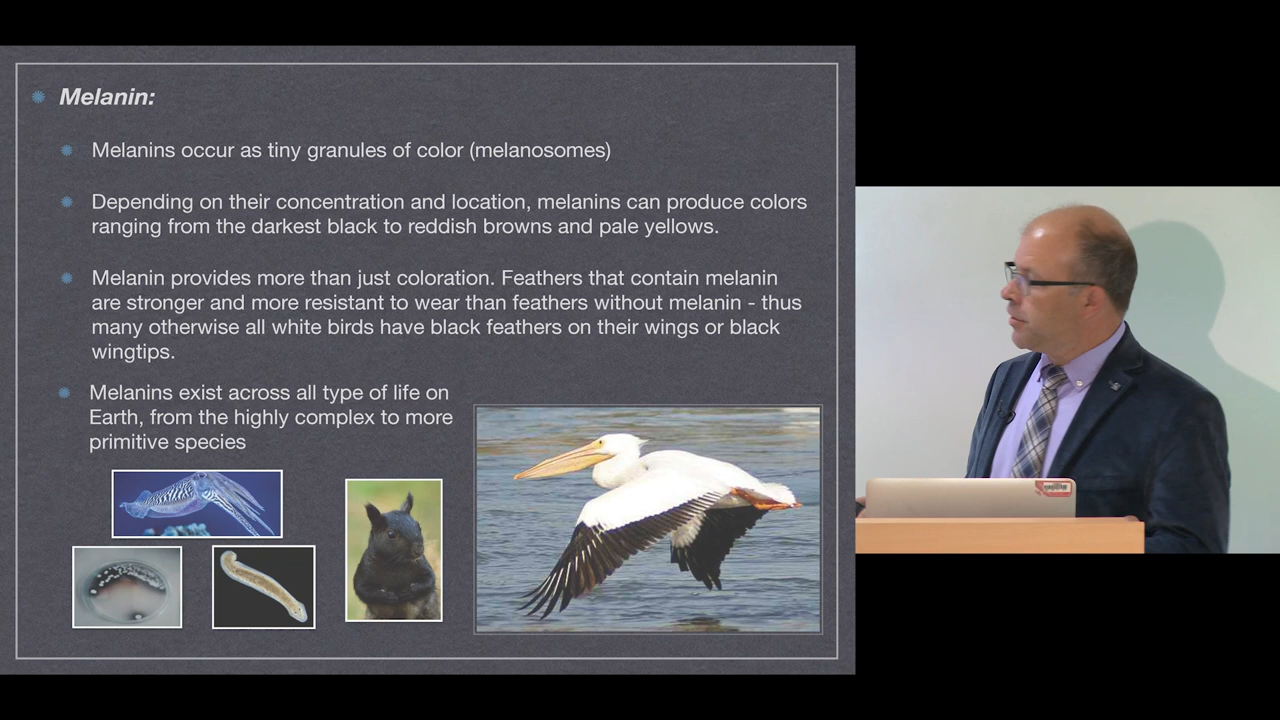 Melanin:
Melanins occur as tiny granules of color (melanosomes)
Depending on their concentration and location, melanins can produce colors
ranging from the darkest black to reddish browns and pale yellows.
Melanin provides more than just coloration. Feathers that contain melanin
are stronger and more resistant to wear than feathers without melanin - thus
many otherwise all white birds have black feathers on their wings or black
wingtips.
Melanins exist across all type of life on
Earth, from the highly complex to more
primitive species